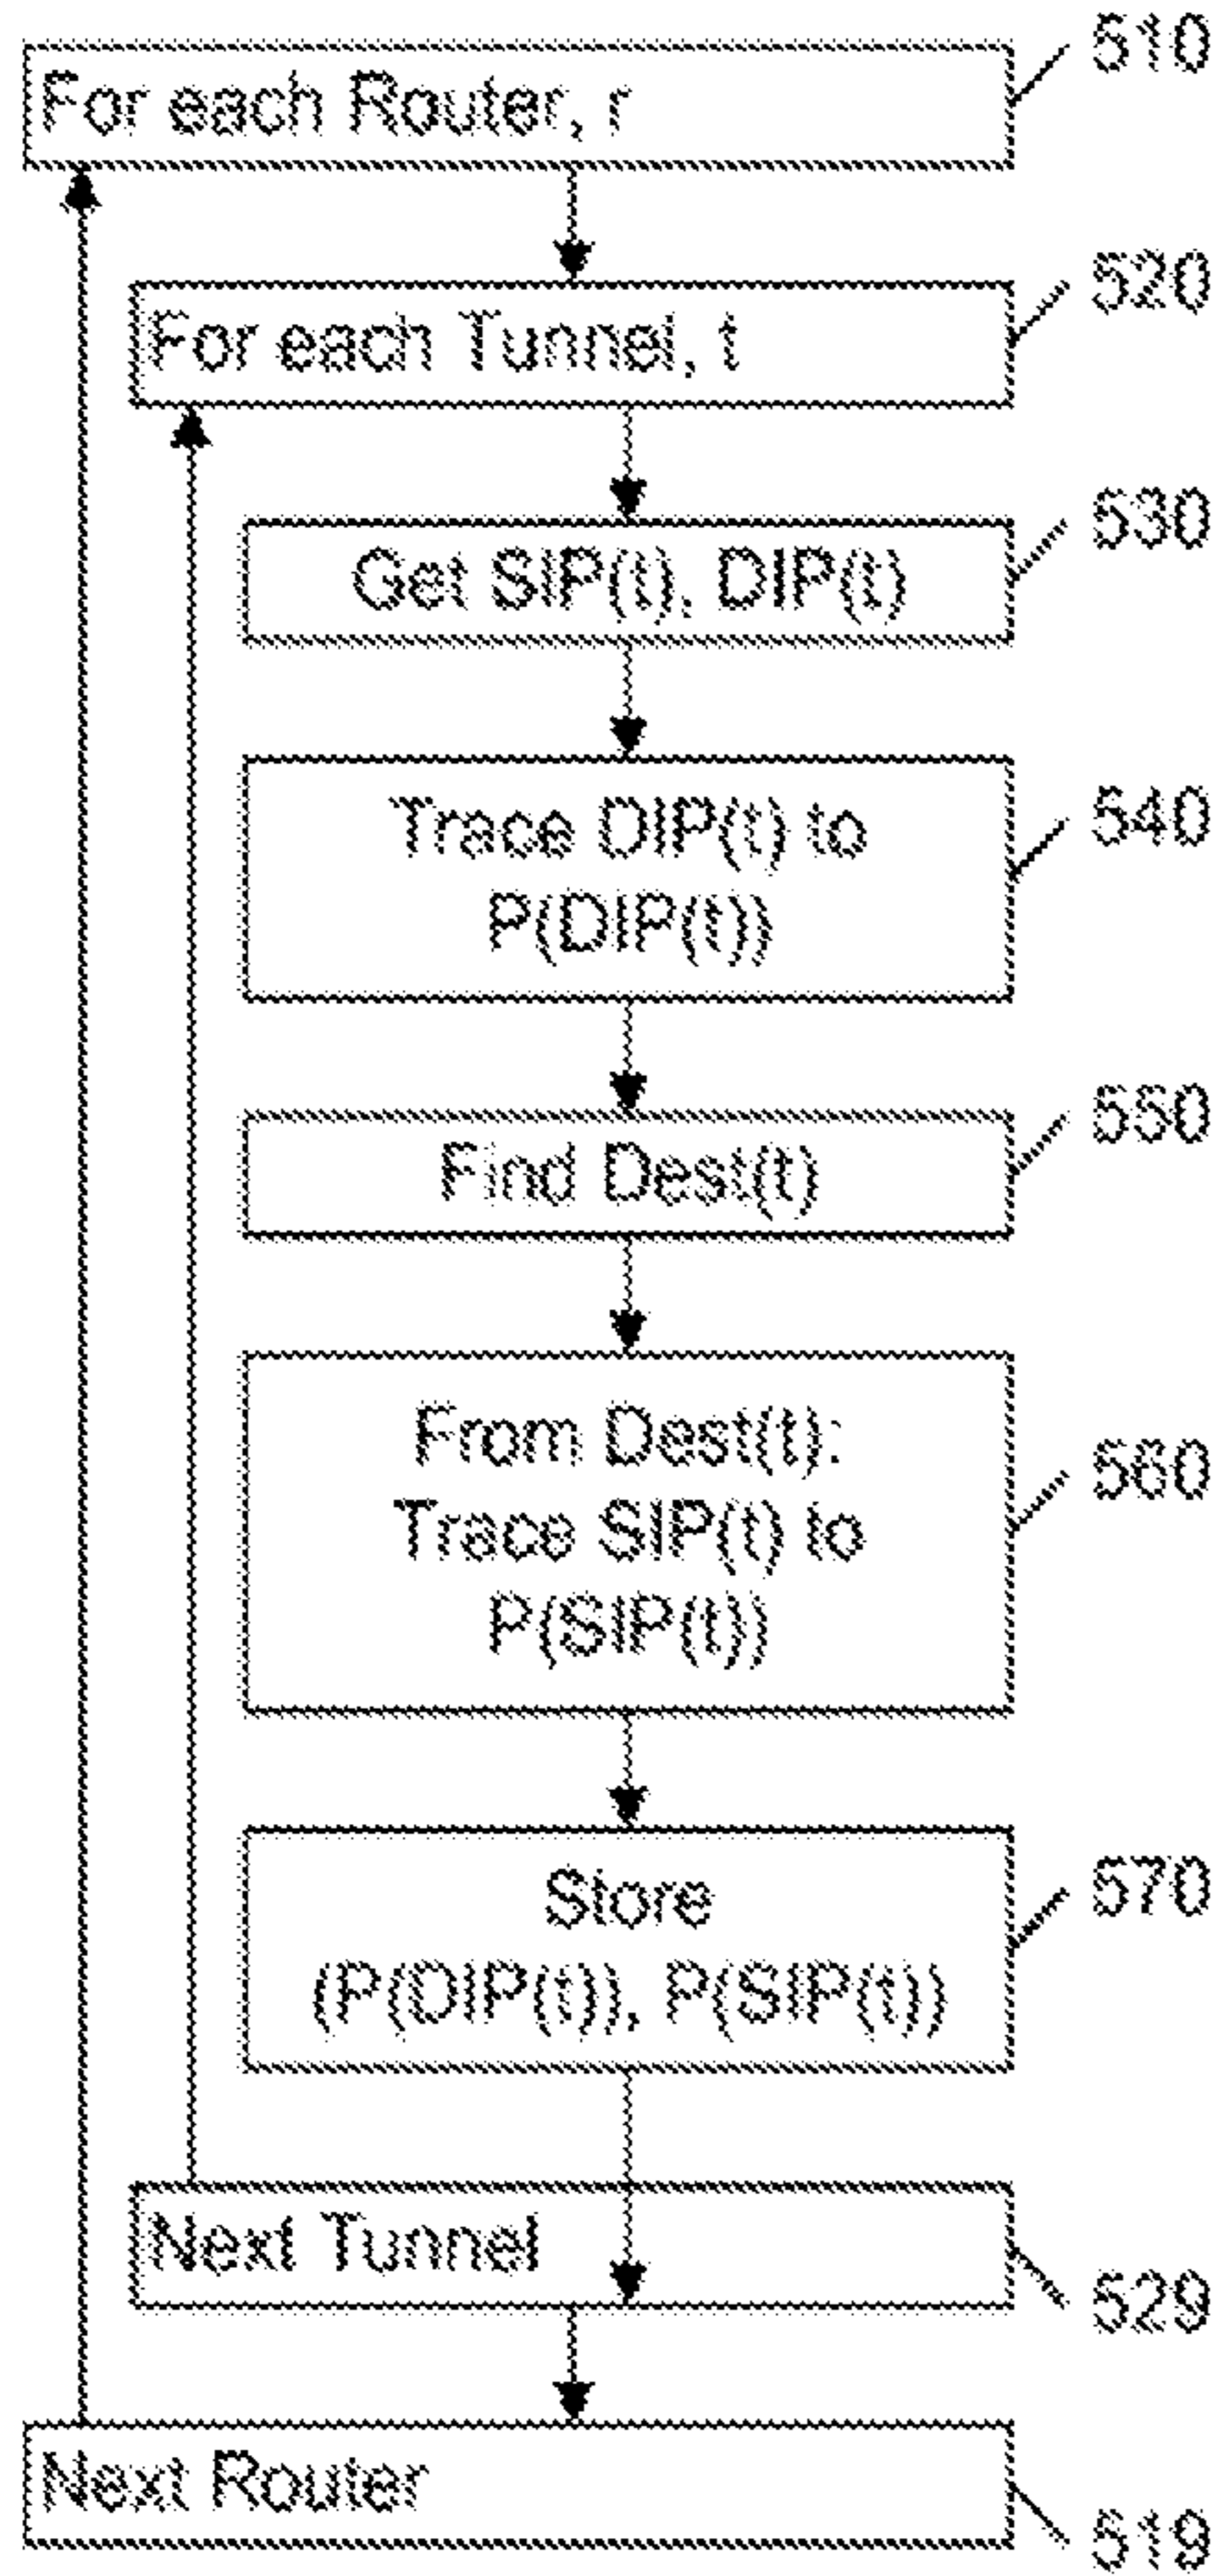 For each Router, r
510
For each Tunnel, t
520
Get SIP(t), DIP(t)
530
Trace DIP(t) to
P(DIP(t))
540
Find Dest(t)
550
From Dest(t):
Trace SIP(t) to
P(SIP(t))
560
Store
(P(DIP(t)), P(SIP(t))
570
Next Tunnel
529
Next Router
519